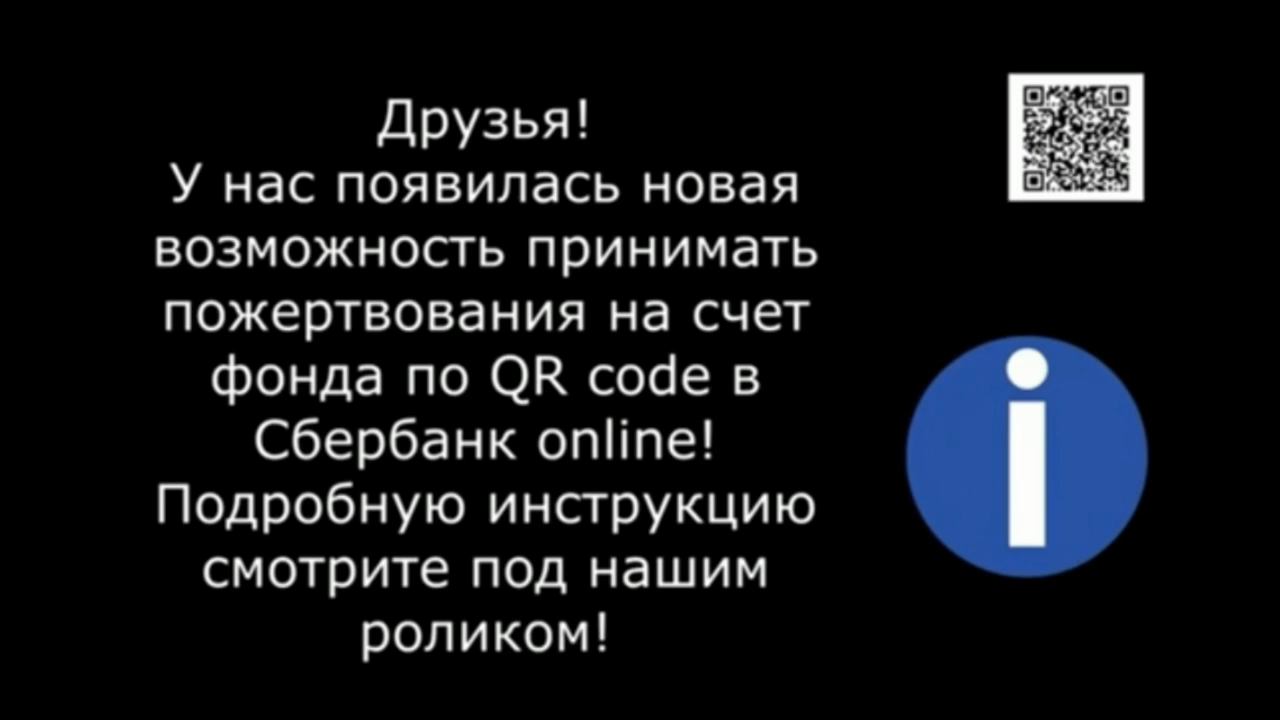 Друзья!
У нас появилась новая
возможность принимать
пожертвования на счет
фонда по QR code в
Сбербанк online!
Подробную инструкцию
смотрите под нашим
роликом!